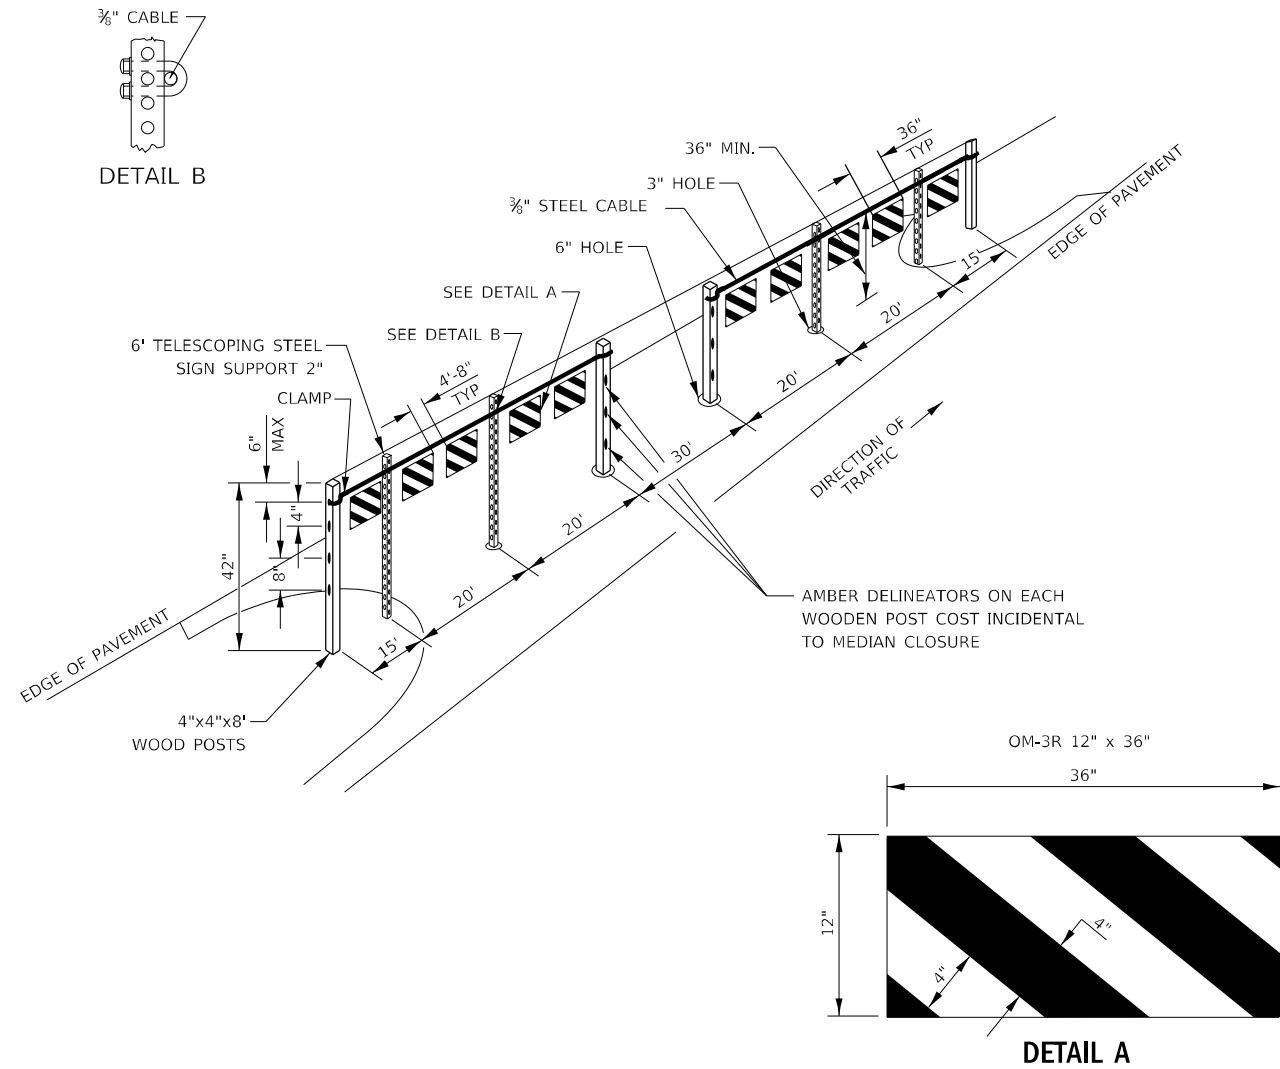 ⅜" CABLE
DETAIL B
36"
TYP
36" MIN.
3" HOLE
⅜" STEEL CABLE
6" HOLE
EDGE OF PAVEMENT
15'
20'
SEE DETAIL A
SEE DETAIL B
6' TELESCOPING STEEL
SIGN SUPPORT 2"
CLAMP
4'-8"
TYP
20'
6"
MAX
30'
DIRECTION OF
TRAFFIC
4"
20'
42"
8"
20'
AMBER DELINEATORS ON EACH
WOODEN POST COST INCIDENTAL
TO MEDIAN CLOSURE
EDGE OF PAVEMENT
15'
4"x4"x8'
WOOD POSTS
OM-3R 12" x 36"
36"
12"
4"
4"
DETAIL A